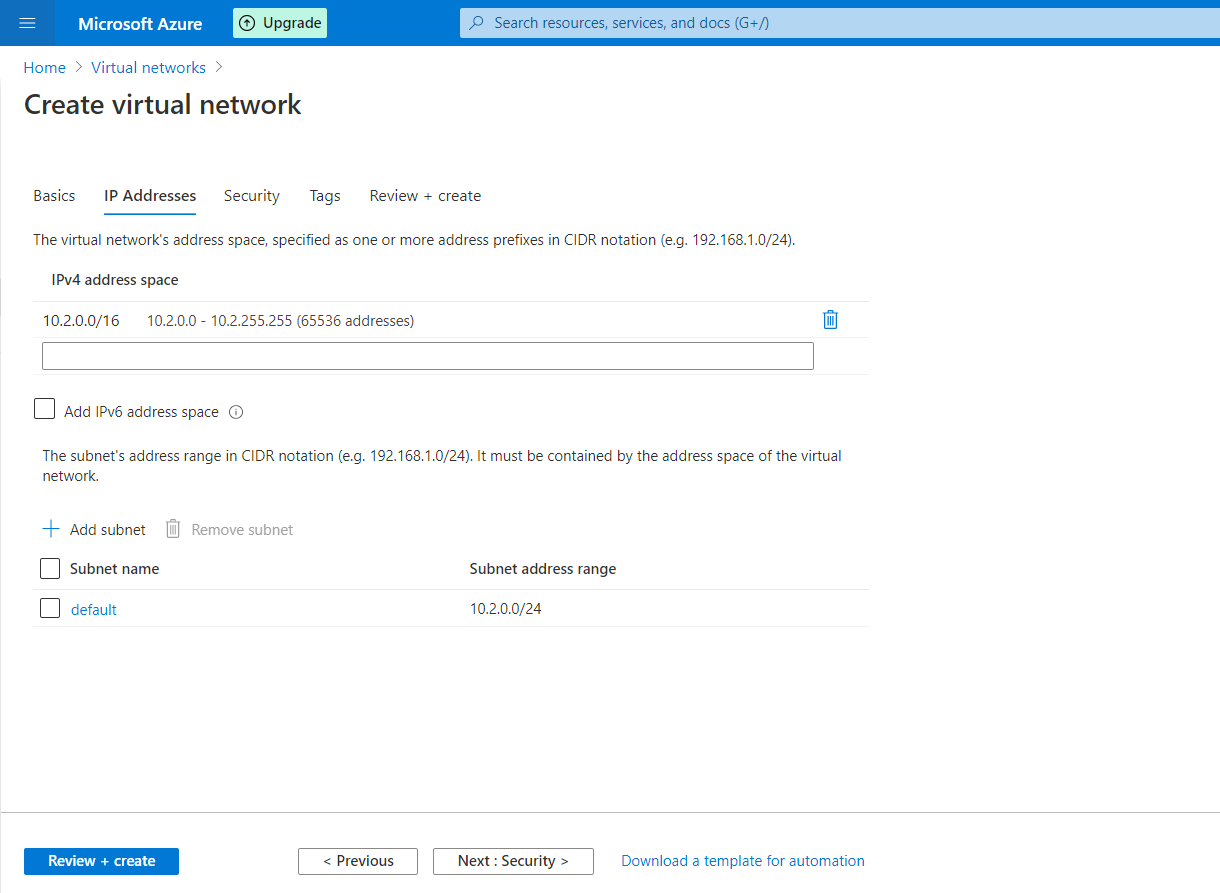 Microsoft Azure
Upgrade
Search resources, services, and docs (G+/)
Home > Virtual networks >
Create virtual network
Basics IP Addresses Security Tags Review + create
The virtual network's address space, specified as one or more address prefixes in CIDR notation (e.g. 192.168.1.0/24).
IPv4 address space
10.2.0.0/16 10.2.0.0 - 10.2.255.255 (65536 addresses)
Add IPv6 address space
The subnet's address range in CIDR notation (e.g. 192.168.1.0/24). It must be contained by the address space of the virtual
network.
Add subnet Remove subnet
Subnet name Subnet address range
default 10.2.0.0/24
Review + create < Previous Next : Security > Download a template for automation